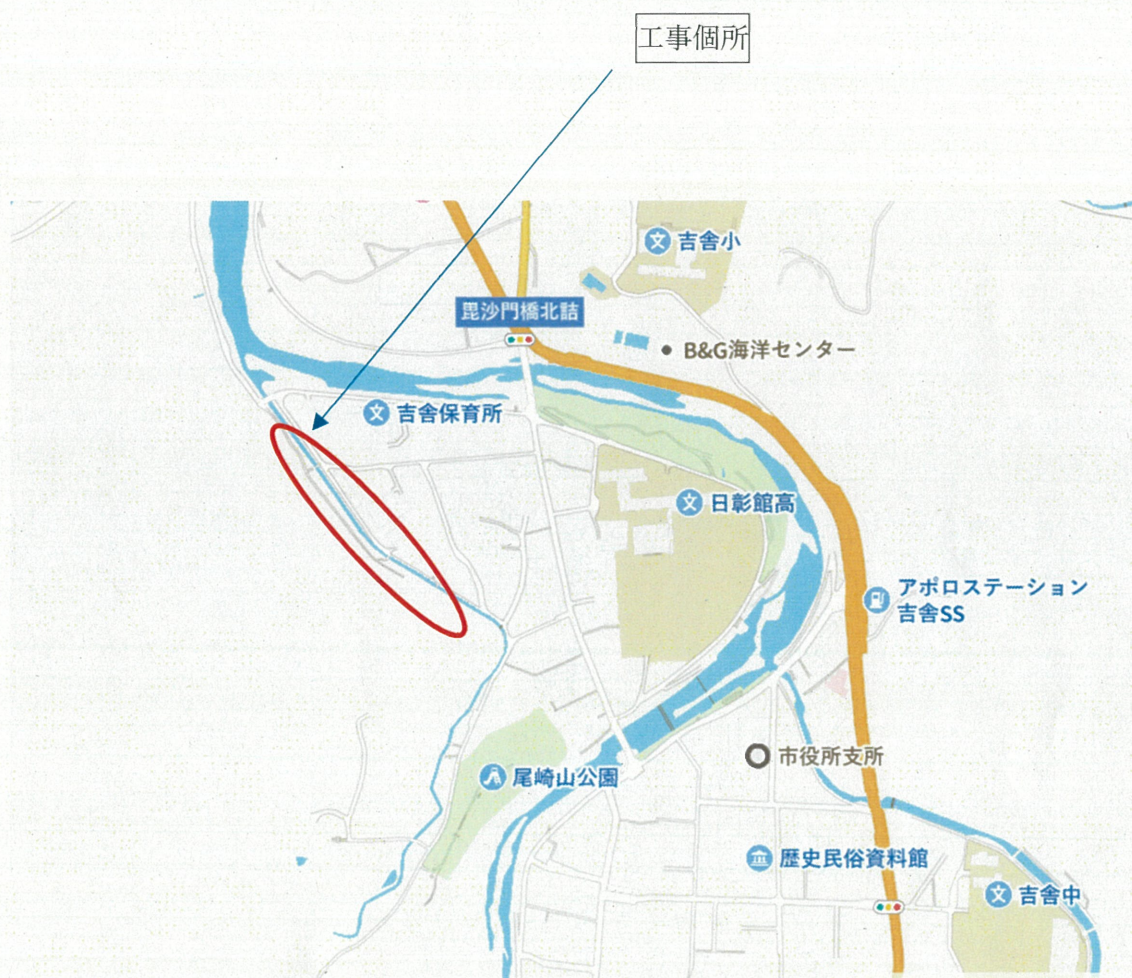 工事個所
吉舎小
毘沙門橋北詰
B&G海洋センター
文 吉舎保育所
文 日彰館高
アポロステーション
吉舎SS
市役所支所
尾崎山公園
歴史民俗資料館
文 吉舎中